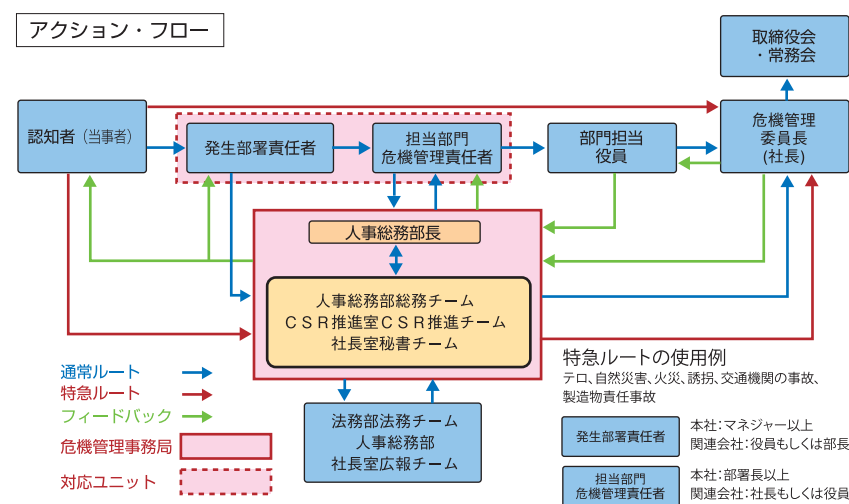 アクション・フロー
取締役会
・常務会
認知者（当事者）
発生部署責任者
担当部門
危機管理責任者
部門担当
役員
危機管理
委員長
(社長)
人事総務部長
人事総務部総務チーム
ＣＳＲ推進室ＣＳＲ推進チーム
社長室秘書チーム
通常ルート
特急ルート
フィードバック
危機管理事務局
対応ユニット
法務部法務チーム
人事総務部
社長室広報チーム
特急ルートの使用例
テロ、自然災害、火災、誘拐、交通機関の事故、
製造物責任事故
発生部署責任者
本社：マネジャー以上
関連会社：役員もしくは部長
担当部門
危機管理責任者
本社：部署長以上
関連会社：社長もしくは役員